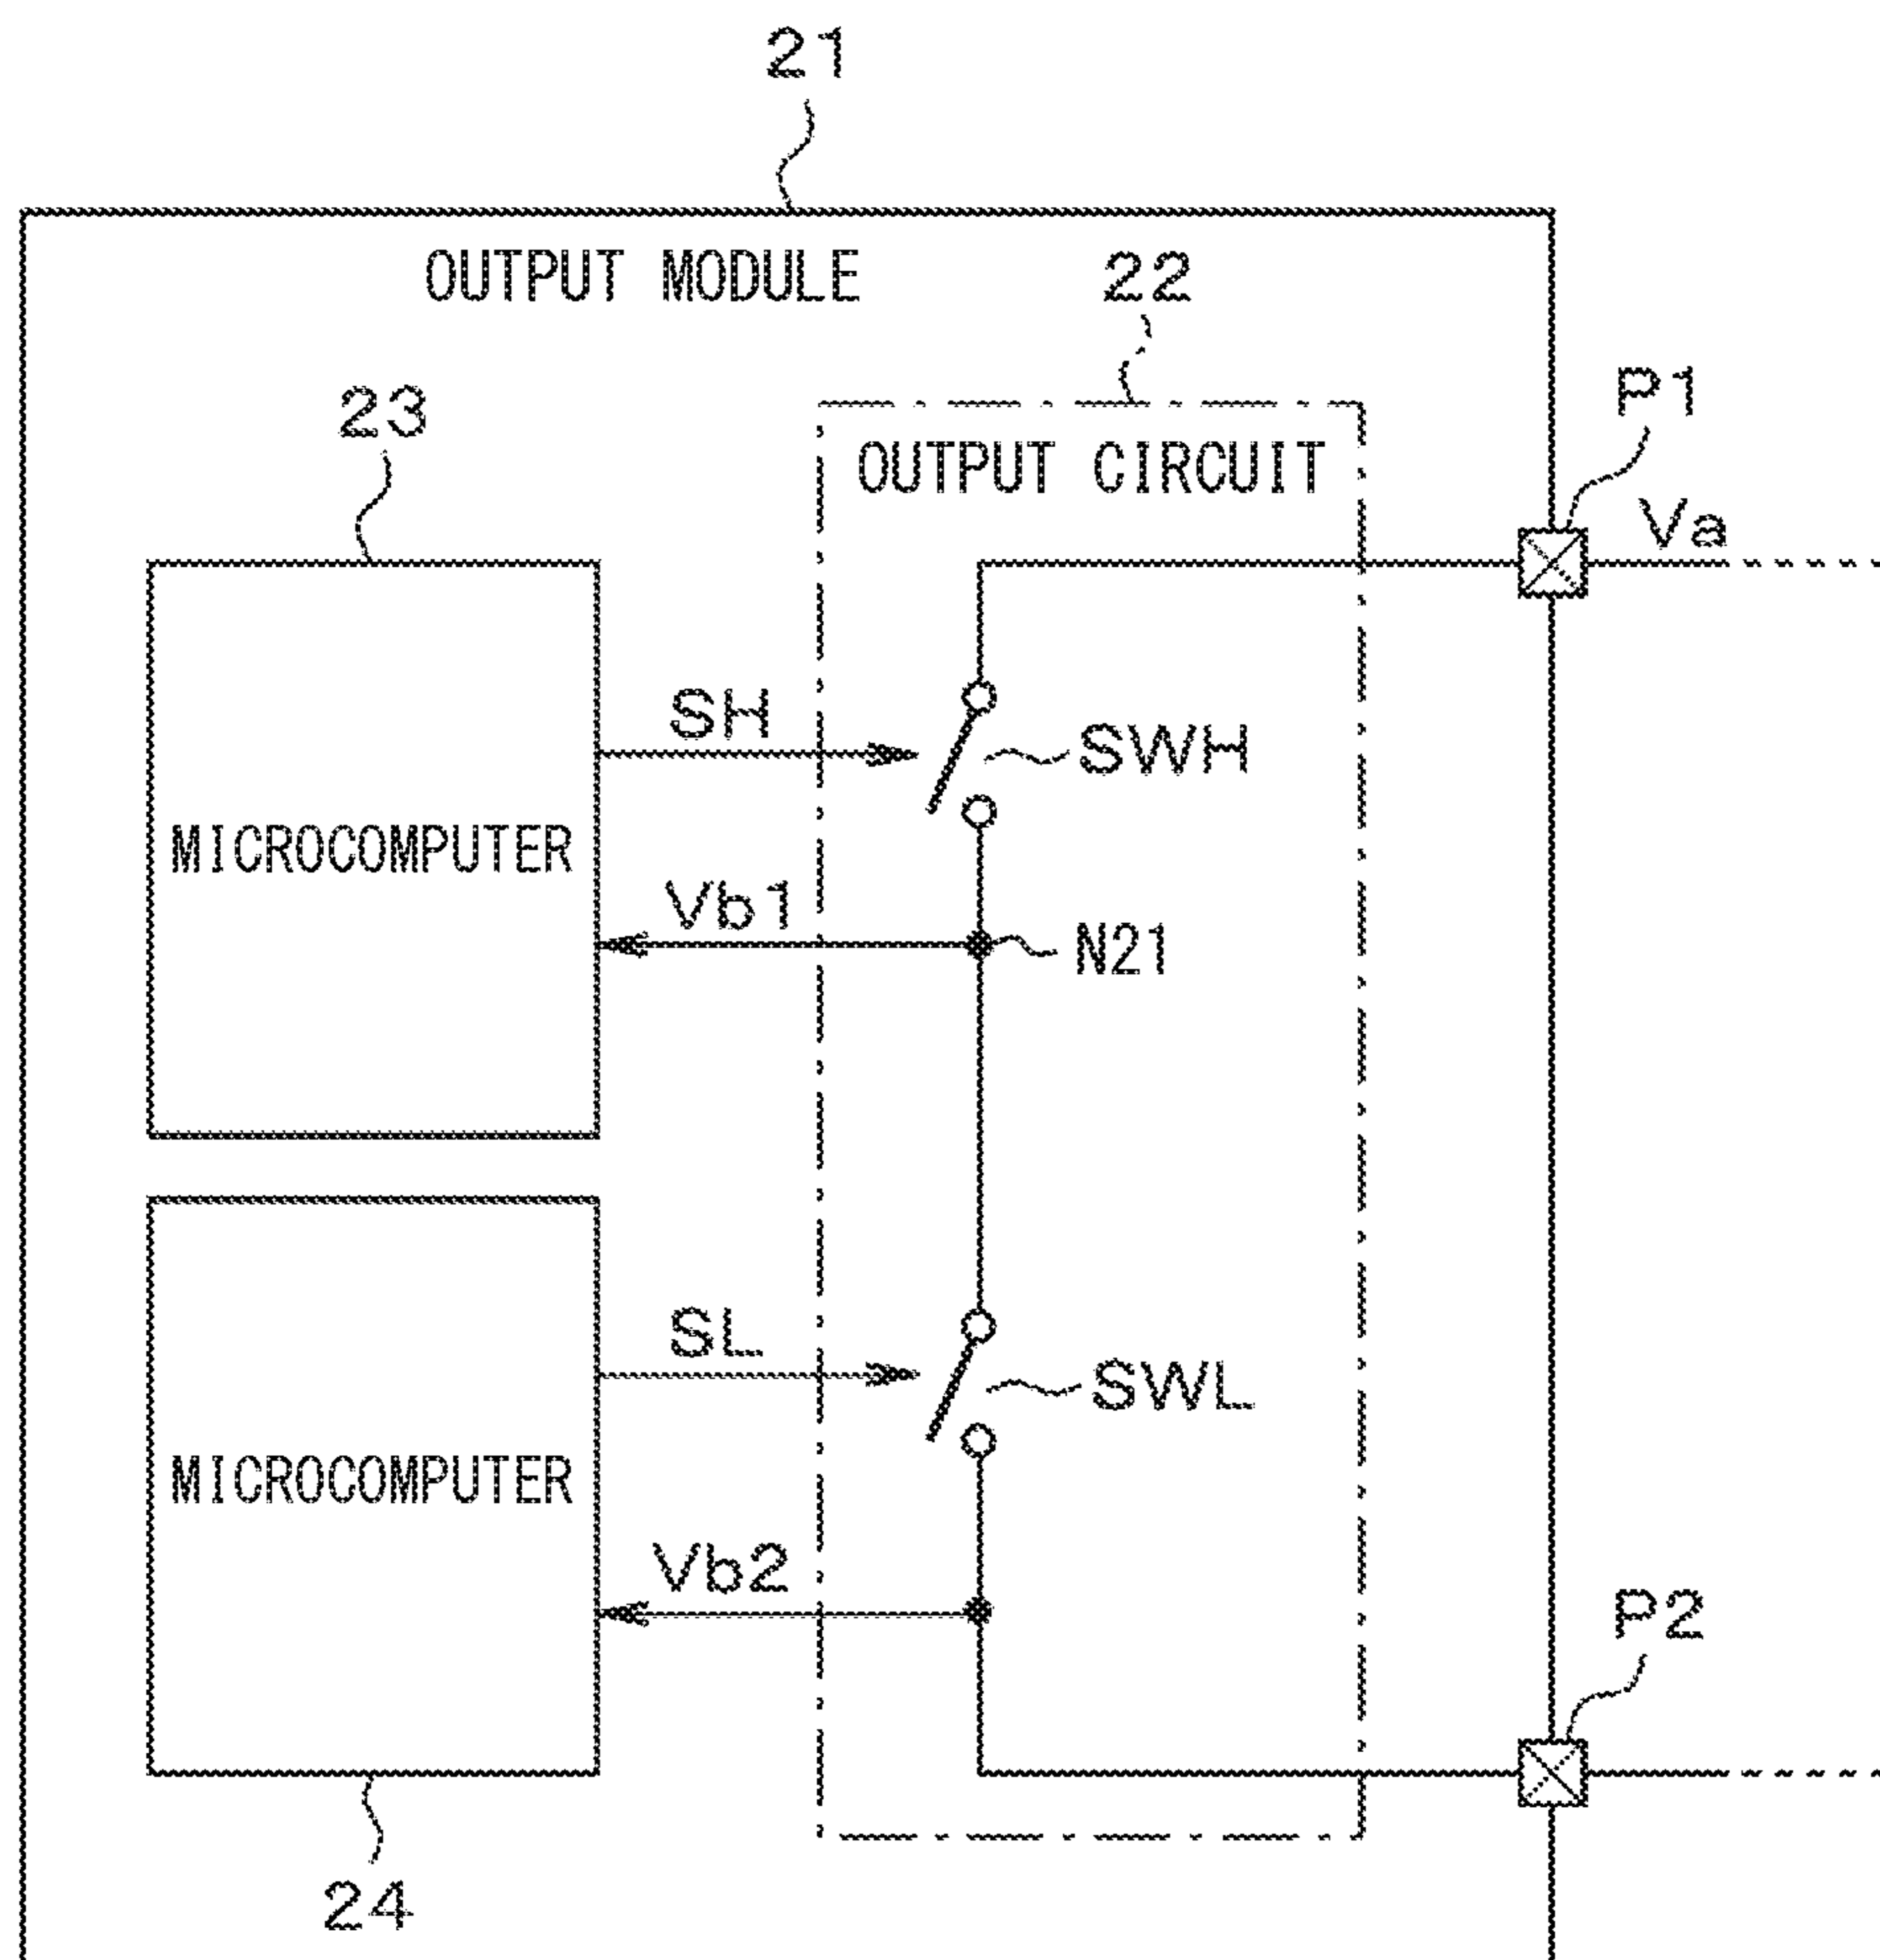 21
OUTPUT MODULE
22
23
P1
OUTPUT CIRCUIT
Va
SH
SWH
MICROCOMPUTER
Vb1
N21
SL
SWL
MICROCOMPUTER
Vb2
P2
24